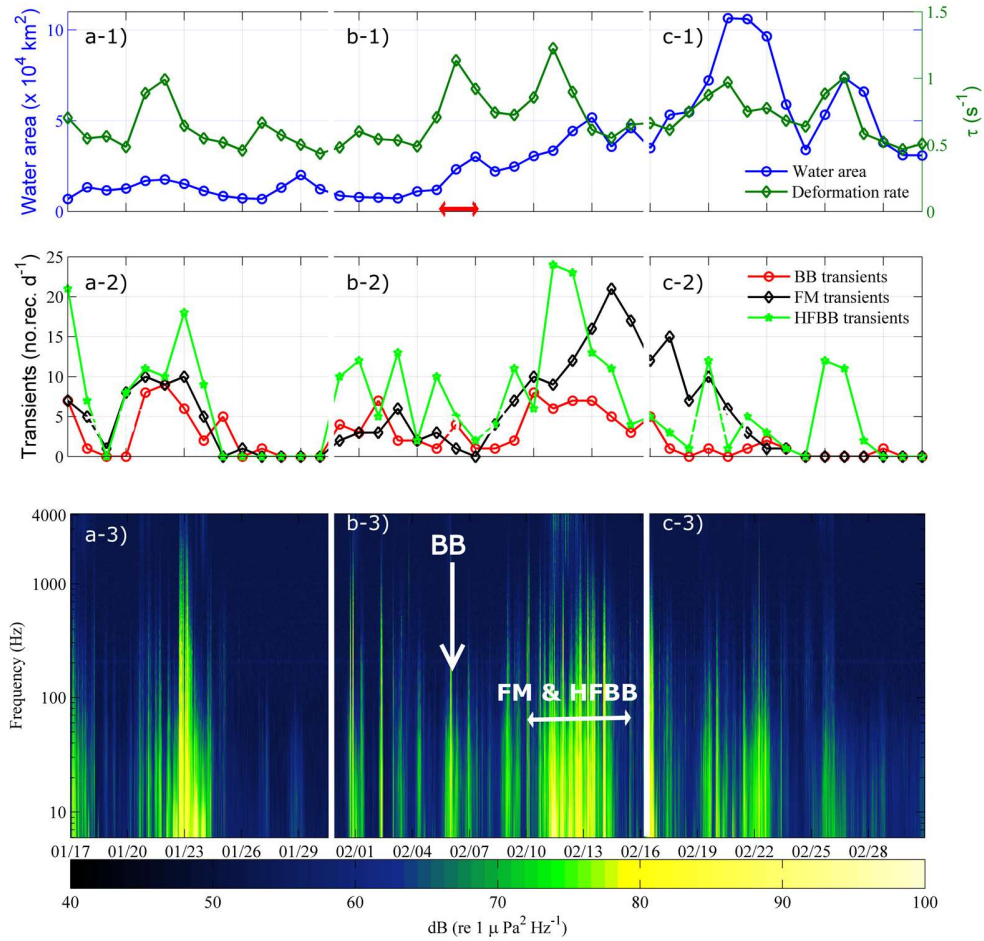 a-1)
b-1)
c-1)
Water area (x 10⁴ km²)
10
5
0
1.5
1
0.5
0
τ (s⁻¹)
Water area
Deformation rate
a-2)
b-2)
c-2)
Transients (no.rec. d⁻¹)
25
20
15
10
5
0
BB transients
FM transients
HFBB transients
a-3)
b-3)
c-3)
BB
FM & HFBB
Frequency (Hz)
4000
1000
100
10
01/17 01/20 01/23 01/26 01/29 02/01 02/04 02/07 02/10 02/13 02/16 02/19 02/22 02/25 02/28
40 50 60 70 80 90 100
dB (re 1 μ Pa² Hz⁻¹)